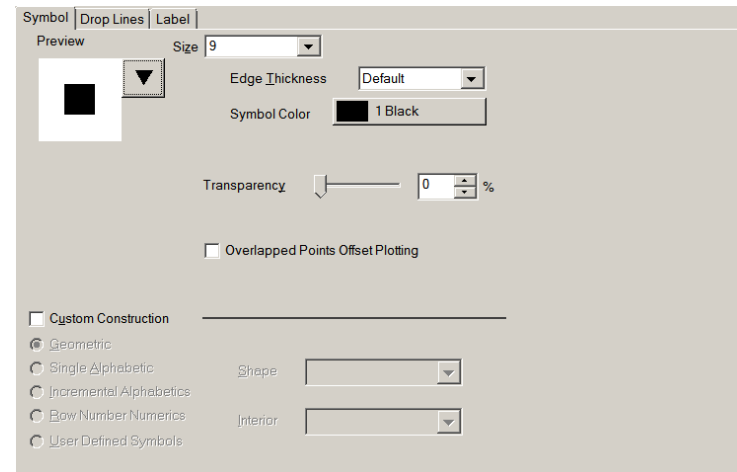 Symbol Drop Lines Label
Preview Size 9
Edge Thickness Default
Symbol Color 1 Black
Transparency 0 %
Overlapped Points Offset Plotting
Custom Construction
Geometric
Single Alphabetic Shape
Incremental Alphabetics
Row Number Numerics Interior
User Defined Symbols